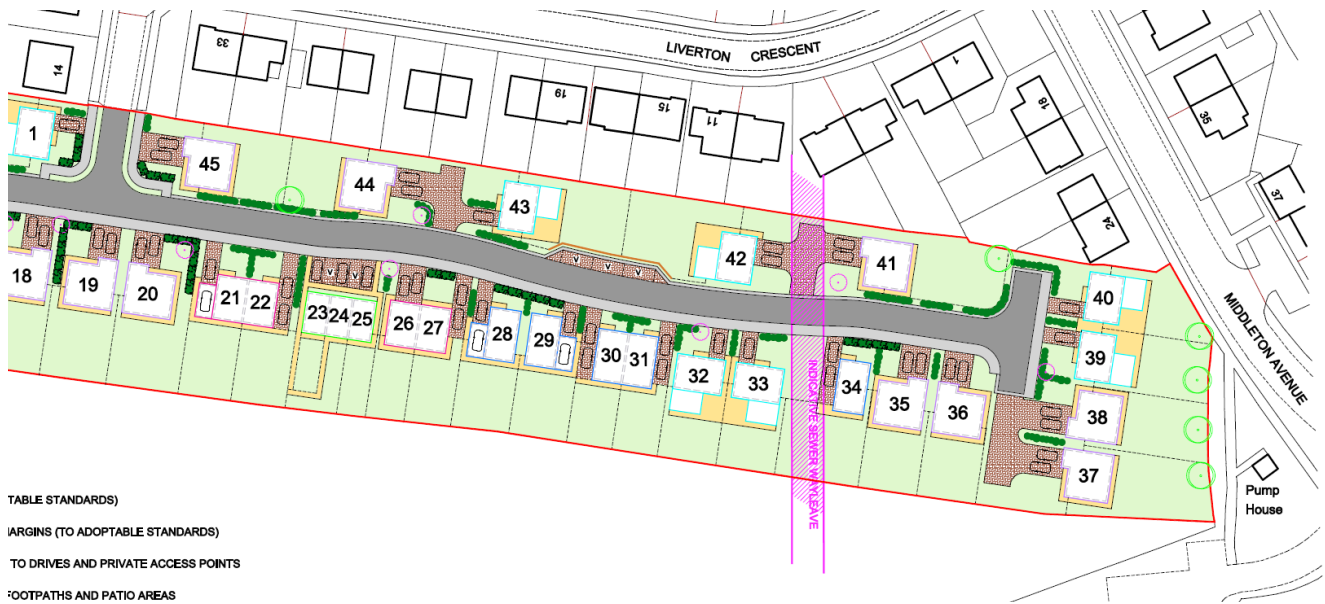 LIVERTON CRESCENT
33
14
19
15
11
1
18
35
37
24
1
45
44
43
42
41
40
39
38
37
18
19
20
21
22
23
24
25
26
27
28
29
30
31
32
33
34
35
36
V
V
V
V
V
V
INDICATIVE SEWER WAYLEAVE
MIDDLETON AVENUE
Pump
House
TABLE STANDARDS)
MARGINS (TO ADOPTABLE STANDARDS)
TO DRIVES AND PRIVATE ACCESS POINTS
FOOTPATHS AND PATIO AREAS